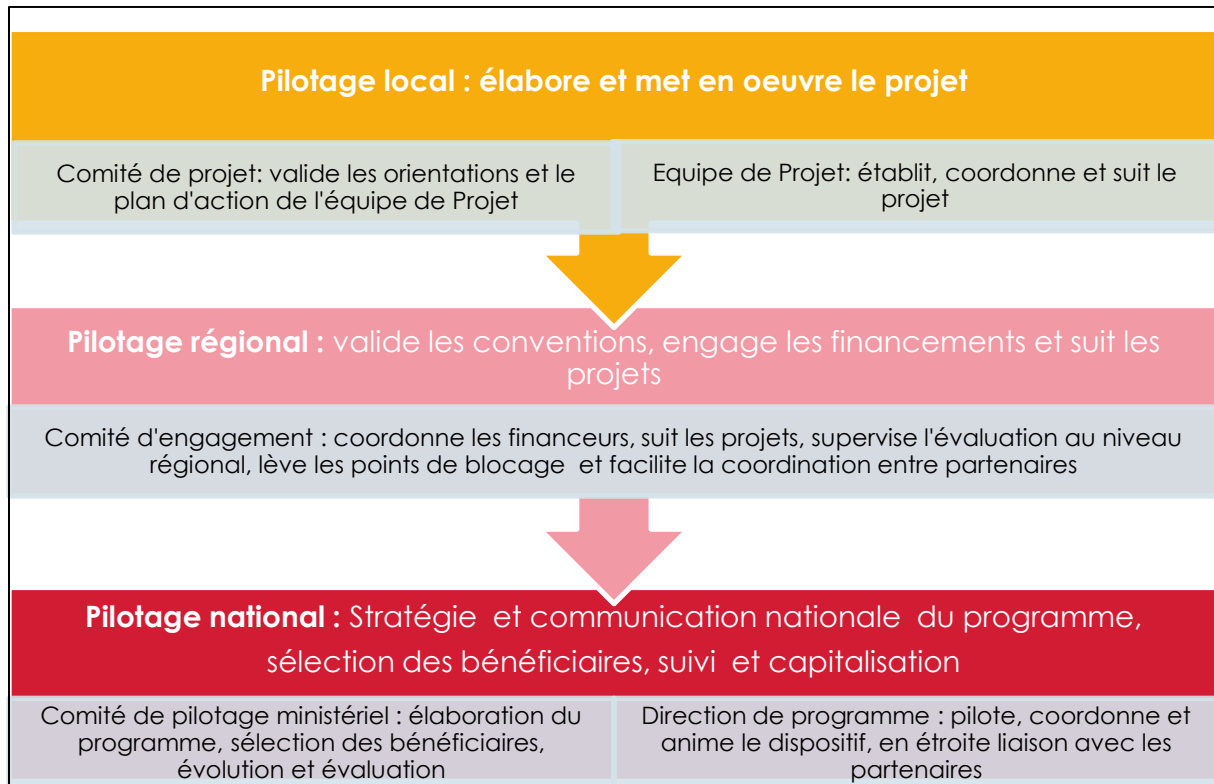 Pilotage local : élabore et met en oeuvre le projet
Comité de projet: valide les orientations et le
plan d'action de l'équipe de Projet
Equipe de Projet: établit, coordonne et suit le
projet
Pilotage régional : valide les conventions, engage les financements et suit les
projets
Comité d'engagement : coordonne les financeurs, suit les projets, supervise l'évaluation au niveau
régional, lève les points de blocage et facilite la coordination entre partenaires
Pilotage national : Stratégie et communication nationale du programme,
sélection des bénéficiaires, suivi et capitalisation
Comité de pilotage ministériel : élaboration du
programme, sélection des bénéficiaires,
évolution et évaluation
Direction de programme : pilote, coordonne et
anime le dispositif, en étroite liaison avec les
partenaires